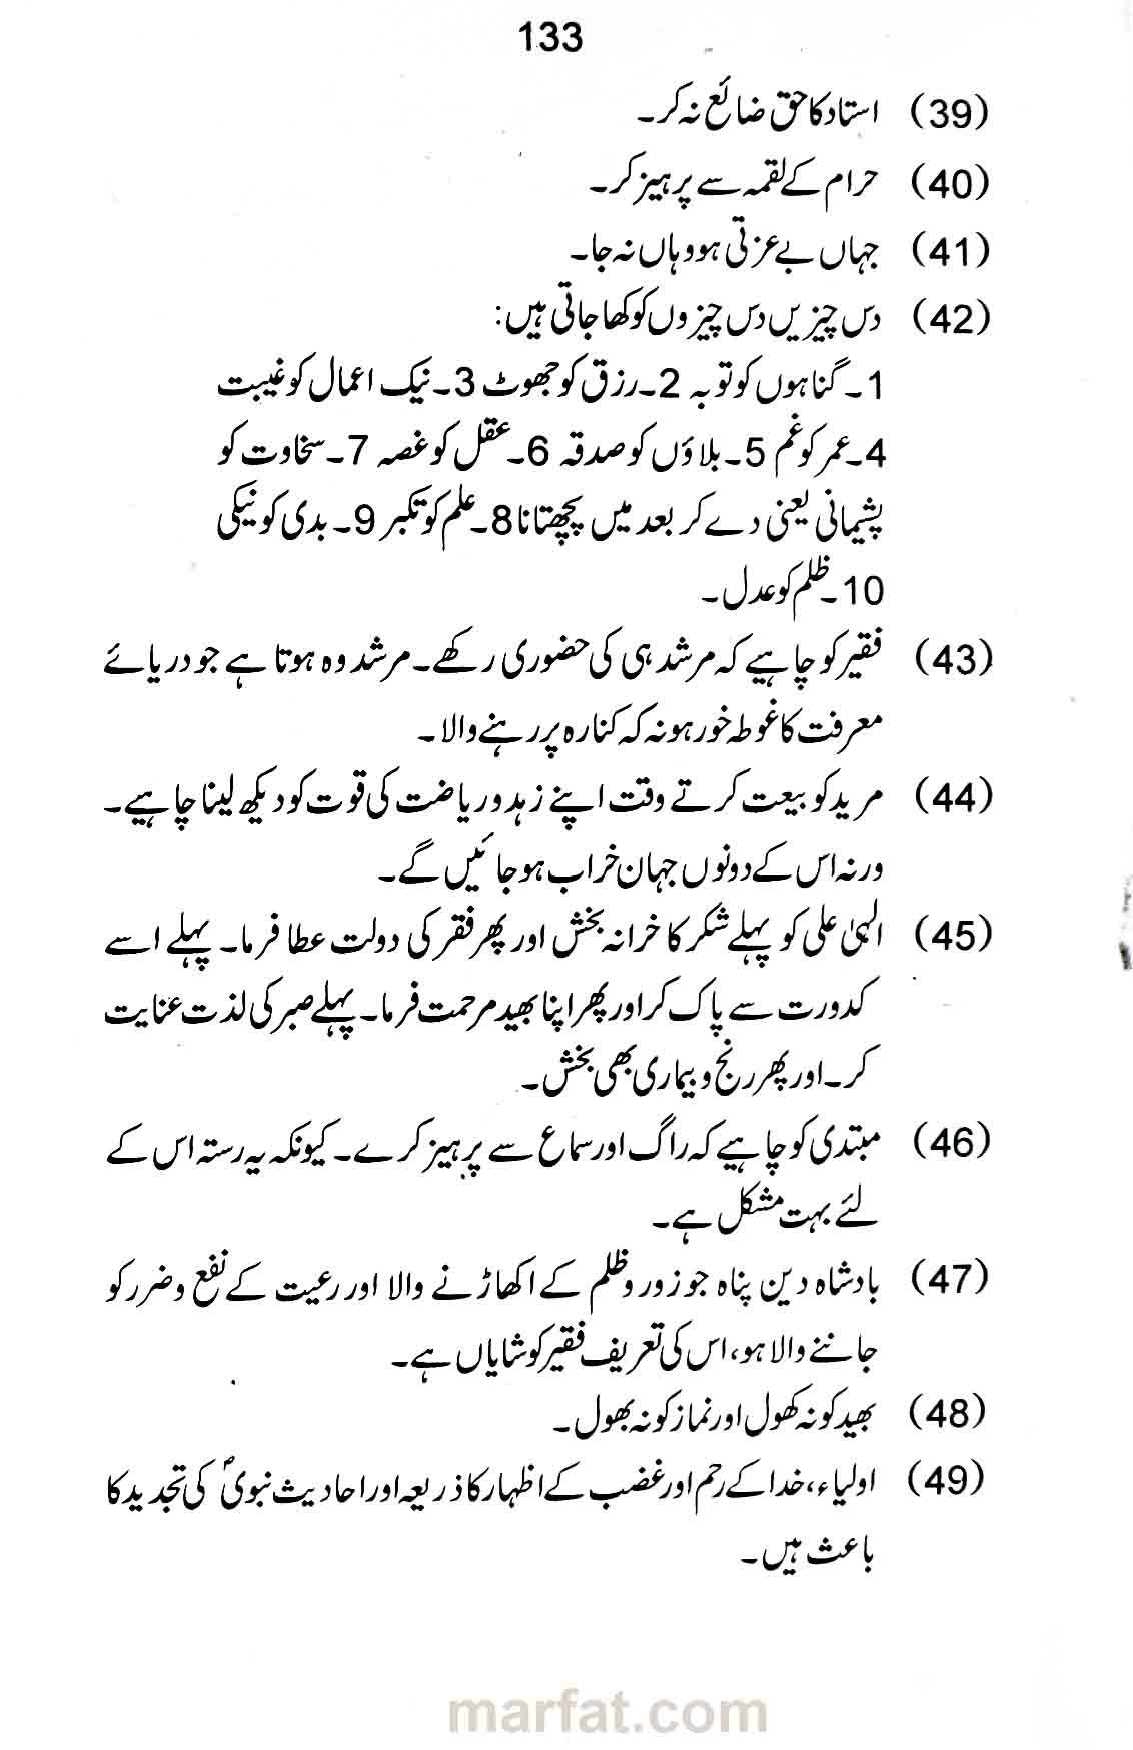 133
(39) استاد کا حق ضائع نہ کر۔
(40) حرام کے لقمہ سے پرہیز کر۔
(41) جہاں بے عزتی ہو وہاں نہ جا۔
(42) دس چیزیں دس چیزوں کو کھا جاتی ہیں:
1۔ گناہوں کو توبہ 2۔ رزق کو جھوٹ 3۔ نیک اعمال کو غیبت
4۔ عمر کو غم 5۔ بلاؤں کو صدقہ 6۔ عقل کو غصہ 7۔ سخاوت کو
پشیمانی یعنی دے کر بعد میں پچھتانا 8۔ علم کو تکبر 9۔ بدی کو نیکی
10۔ ظلم کو عدل۔
(43) فقیر کو چاہیے کہ مرشد ہی کی حضوری رکھے۔ مرشد وہ ہوتا ہے جو دریائے
معرفت کا غوطہ خور ہو نہ کہ کنارہ پر رہنے والا۔
(44) مرید کو بیعت کرتے وقت اپنے زہد و ریاضت کی قوت کو دیکھ لینا چاہیے۔
ورنہ اس کے دونوں جہان خراب ہو جائیں گے۔
(45) الہیٰ علی کو پہلے شکر کا خزانہ بخش اور پھر فقر کی دولت عطا فرما۔ پہلے اسے
کدورت سے پاک کر اور پھر اپنا بھید مرحمت فرما۔ پہلے صبر کی لذت عنایت
کر۔ اور پھر رنج و بیماری بھی بخش۔
(46) مبتدی کو چاہیے کہ راگ اور سماع سے پرہیز کرے۔ کیونکہ یہ رستہ اس کے
لئے بہت مشکل ہے۔
(47) بادشاہ دین پناہ جو زور و ظلم کے اکھاڑنے والا اور رعیت کے نفع و ضرر کو
جاننے والا ہو، اس کی تعریف فقیر کو شایاں ہے۔
(48) بھید کو نہ کھول اور نماز کو نہ بھول۔
(49) اولیاء، خدا کے رحم اور غضب کے اظہار کا ذریعہ اور احادیث نبویؐ کی تجدید کا
باعث ہیں۔
marfat.com